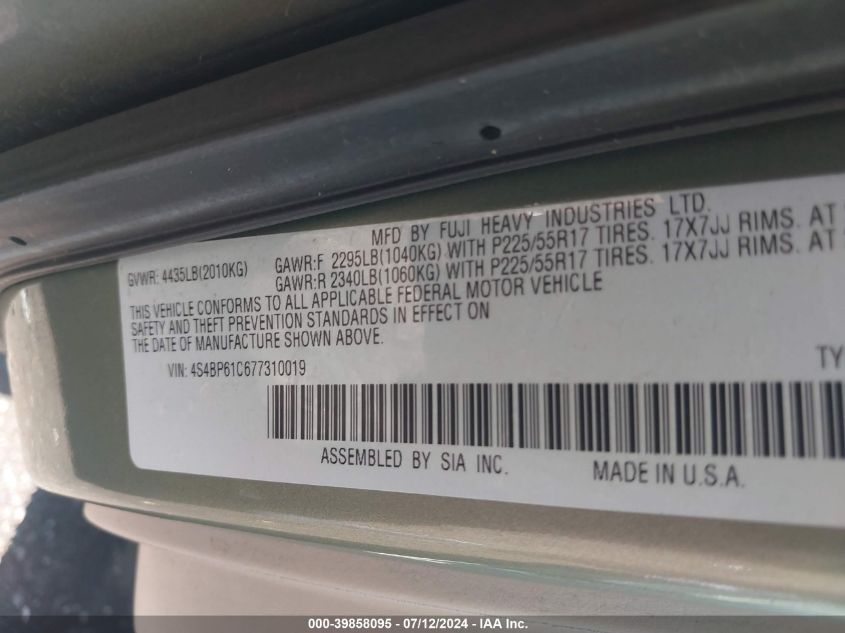 MFD BY FUJI HEAVY INDUSTRIES LTD.
GVWR: 4435LB(2010KG) GAWR:F 2295LB(1040KG) WITH P225/55R17 TIRES. 17X7JJ RIMS. AT
GAWR:R 2340LB(1060KG) WITH P225/55R17 TIRES. 17X7JJ RIMS. AT
THIS VEHICLE CONFORMS TO ALL APPLICABLE FEDERAL MOTOR VEHICLE
SAFETY AND THEFT PREVENTION STANDARDS IN EFFECT ON
THE DATE OF MANUFACTURE SHOWN ABOVE.
VIN: 4S4BP61C677310019
TY
ASSEMBLED BY SIA INC. MADE IN U.S.A.
000-39858095 - 07/12/2024 - IAA Inc.